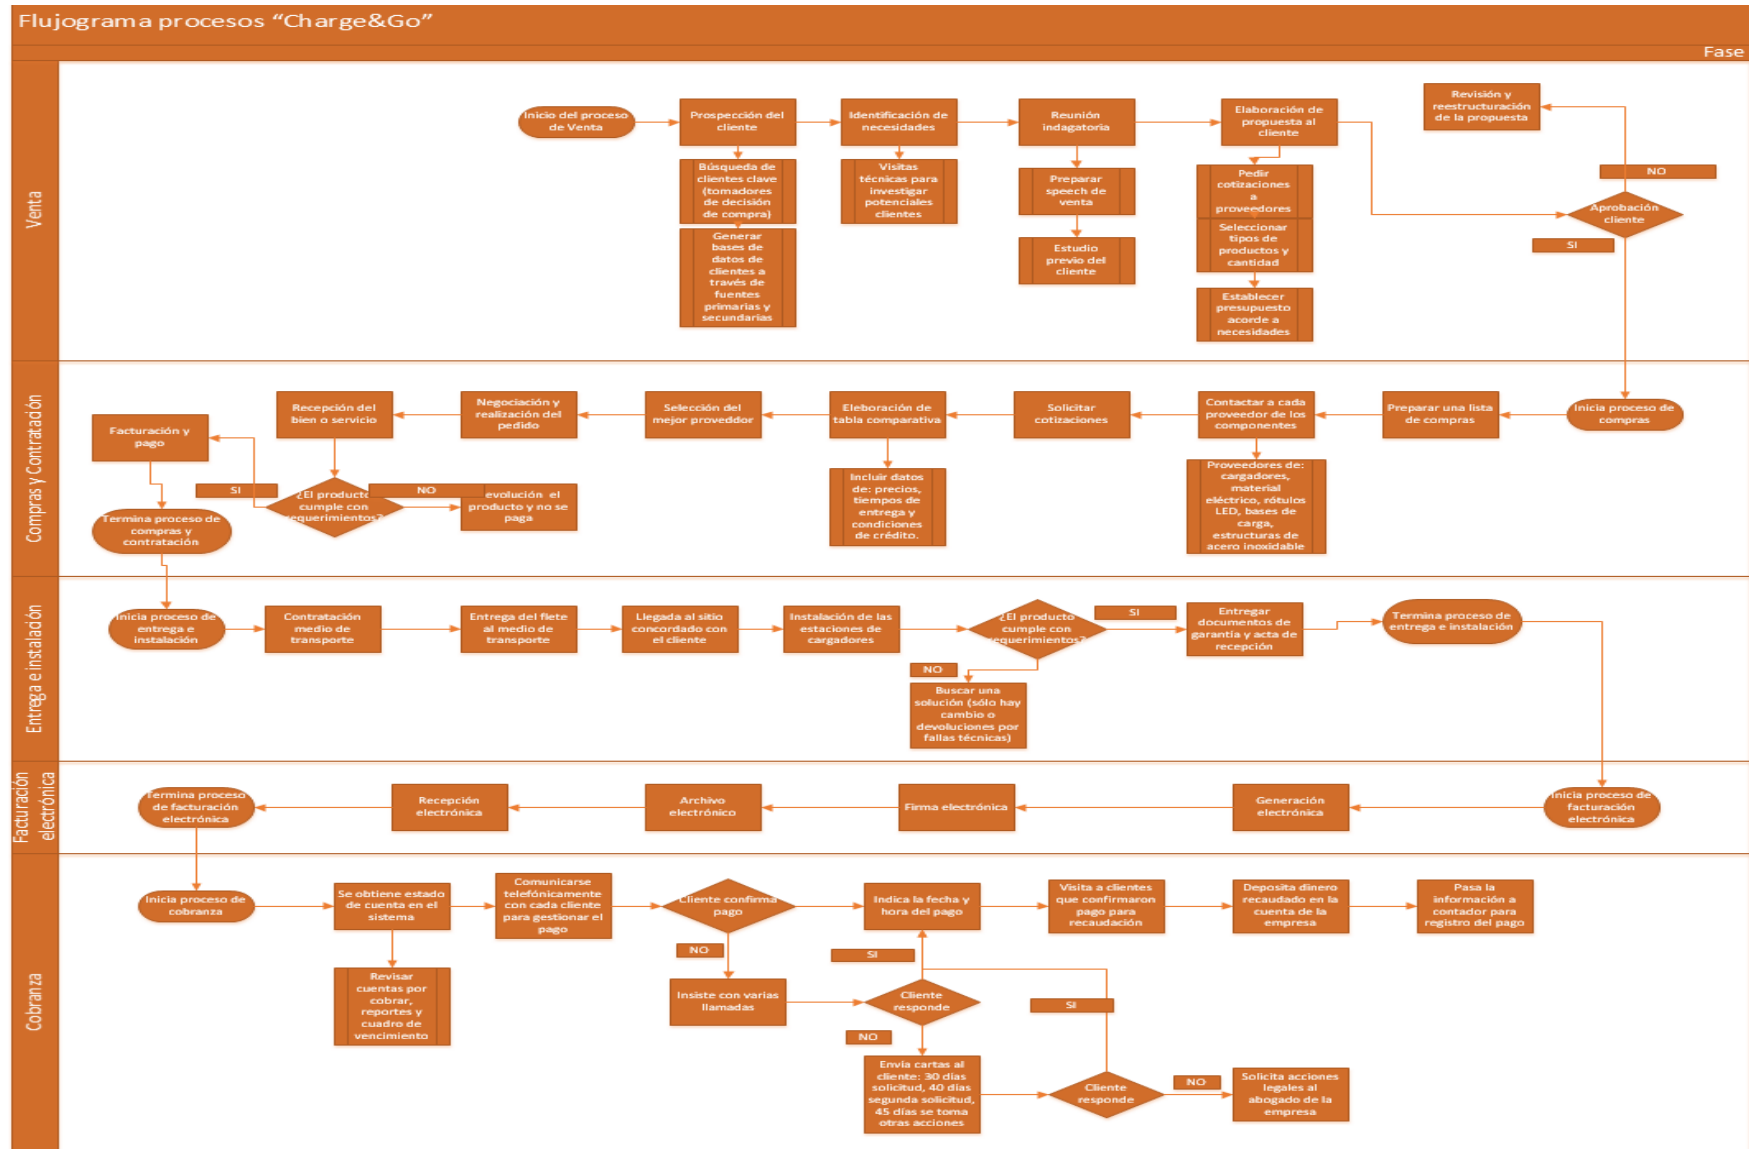 Flujograma procesos “Charge&Go”
Fase
Venta
Inicio del proceso
de Venta
Prospección del
cliente
Identificación de
necesidades
Reunión
indagatoria
Elaboración de
propuesta al
cliente
Revisión y
reestructuración
de la propuesta
Búsqueda de
clientes clave
(tomadores
de decisión
de compra)
Visitas
técnicas para
investigar
potenciales
clientes
Preparar
speech de
venta
Pedir
cotizaciones
a
proveedores
NO
Aprobación
cliente
SI
Generar
bases de
datos de
clientes a
través de
fuentes
primarias y
secundarias
Estudio
previo del
cliente
Seleccionar
tipos de
productos y
cantidad
Establecer
presupuesto
acorde a
necesidades
Compras y Contratación
Inicia proceso de
compras
Preparar una lista
de compras
Contactar a cada
proveedor de los
componentes
Proveedores de:
cargadores,
material
eléctrico, rótulos
LED, bases de
carga,
estructuras de
acero inoxidable
Solicitar
cotizaciones
Eleboración de
tabla comparativa
Incluir datos
de: precios,
tiempos de
entrega y
condiciones
de crédito.
Selección del
mejor proveddor
Negociación y
realización del
pedido
Recepción del
bien o servicio
¿El producto
cumple con
requerimientos?
NO
evolución el
producto y no se
paga
SI
Facturación y
pago
Termina proceso de
compras y
contratación
Entrega e instalación
Inicia proceso de
entrega e
instalación
Contratación
medio de
transporte
Entrega del flete
al medio de
transporte
Llegada al sitio
concordado con
el cliente
Instalación de las
estaciones de
cargadores
¿El producto
cumple con
requerimientos?
SI
Entregar
documentos de
garantía y acta de
recepción
Termina proceso de
entrega e instalación
NO
Buscar una
solución (sólo hay
cambio o
devoluciones por
fallas técnicas)
Facturación
electrónica
Inicia proceso de
facturación
electrónica
Generación
electrónica
Firma electrónica
Archivo
electrónico
Recepción
electrónica
Termina proceso
de facturación
electrónica
Cobranza
Inicia proceso de
cobranza
Se obtiene estado
de cuenta en el
sistema
Revisar
cuentas por
cobrar,
reportes y
cuadro de
vencimiento
Comunicarse
telefónicamente
con cada cliente
para gestionar el
pago
Cliente confirma
pago
NO
Insiste con varias
llamadas
Indica la fecha y
hora del pago
SI
Cliente
responde
NO
Envía cartas al
cliente: 30 días
solicitud, 40 días
segunda solicitud,
45 días se toma
otras acciones
Visita a clientes
que confirmaron
pago para
recaudación
SI
Cliente
responde
NO
Deposita dinero
recaudado en la
cuenta de la
empresa
Solicita acciones
legales al
abogado de la
empresa
Pasa la
información a
contador para
registro del pago